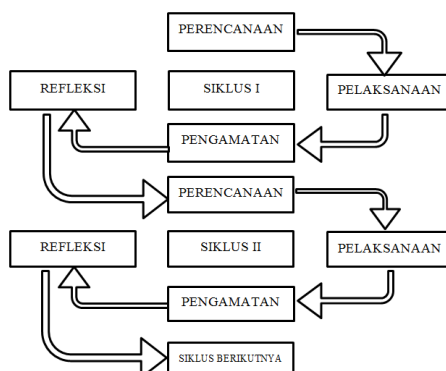 PERENCANAAN
REFLEKSI
SIKLUS I
PELAKSANAAN
PENGAMATAN
PERENCANAAN
REFLEKSI
SIKLUS II
PELAKSANAAN
PENGAMATAN
SIKLUS BERIKUTNYA